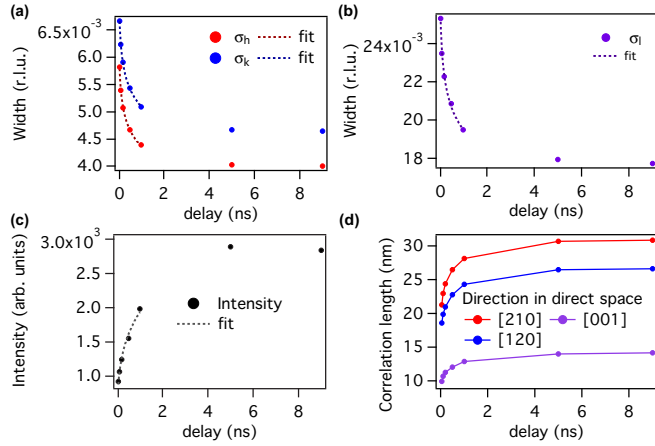 (a)
6.5x10⁻³
6.0
5.5
5.0
4.5
4.0
Width (r.l.u.)
σh fit
σk fit
0 2 4 6 8
delay (ns)
(b)
24x10⁻³
22
20
18
Width (r.l.u.)
σl
fit
0 2 4 6 8
delay (ns)
(c)
3.0x10³
2.5
2.0
1.5
1.0
Intensity (arb. units)
Intensity
fit
0 2 4 6 8
delay (ns)
(d)
30
25
20
15
10
Correlation length (nm)
Direction in direct space
[210] [001]
[120]
0 2 4 6 8
delay (ns)